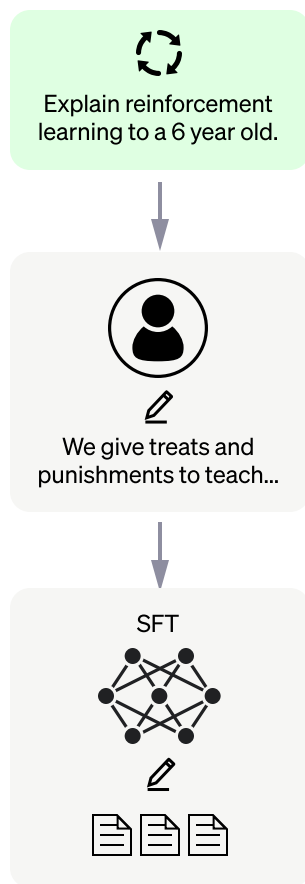 Explain reinforcement
learning to a 6 year old.
We give treats and
punishments to teach...
SFT